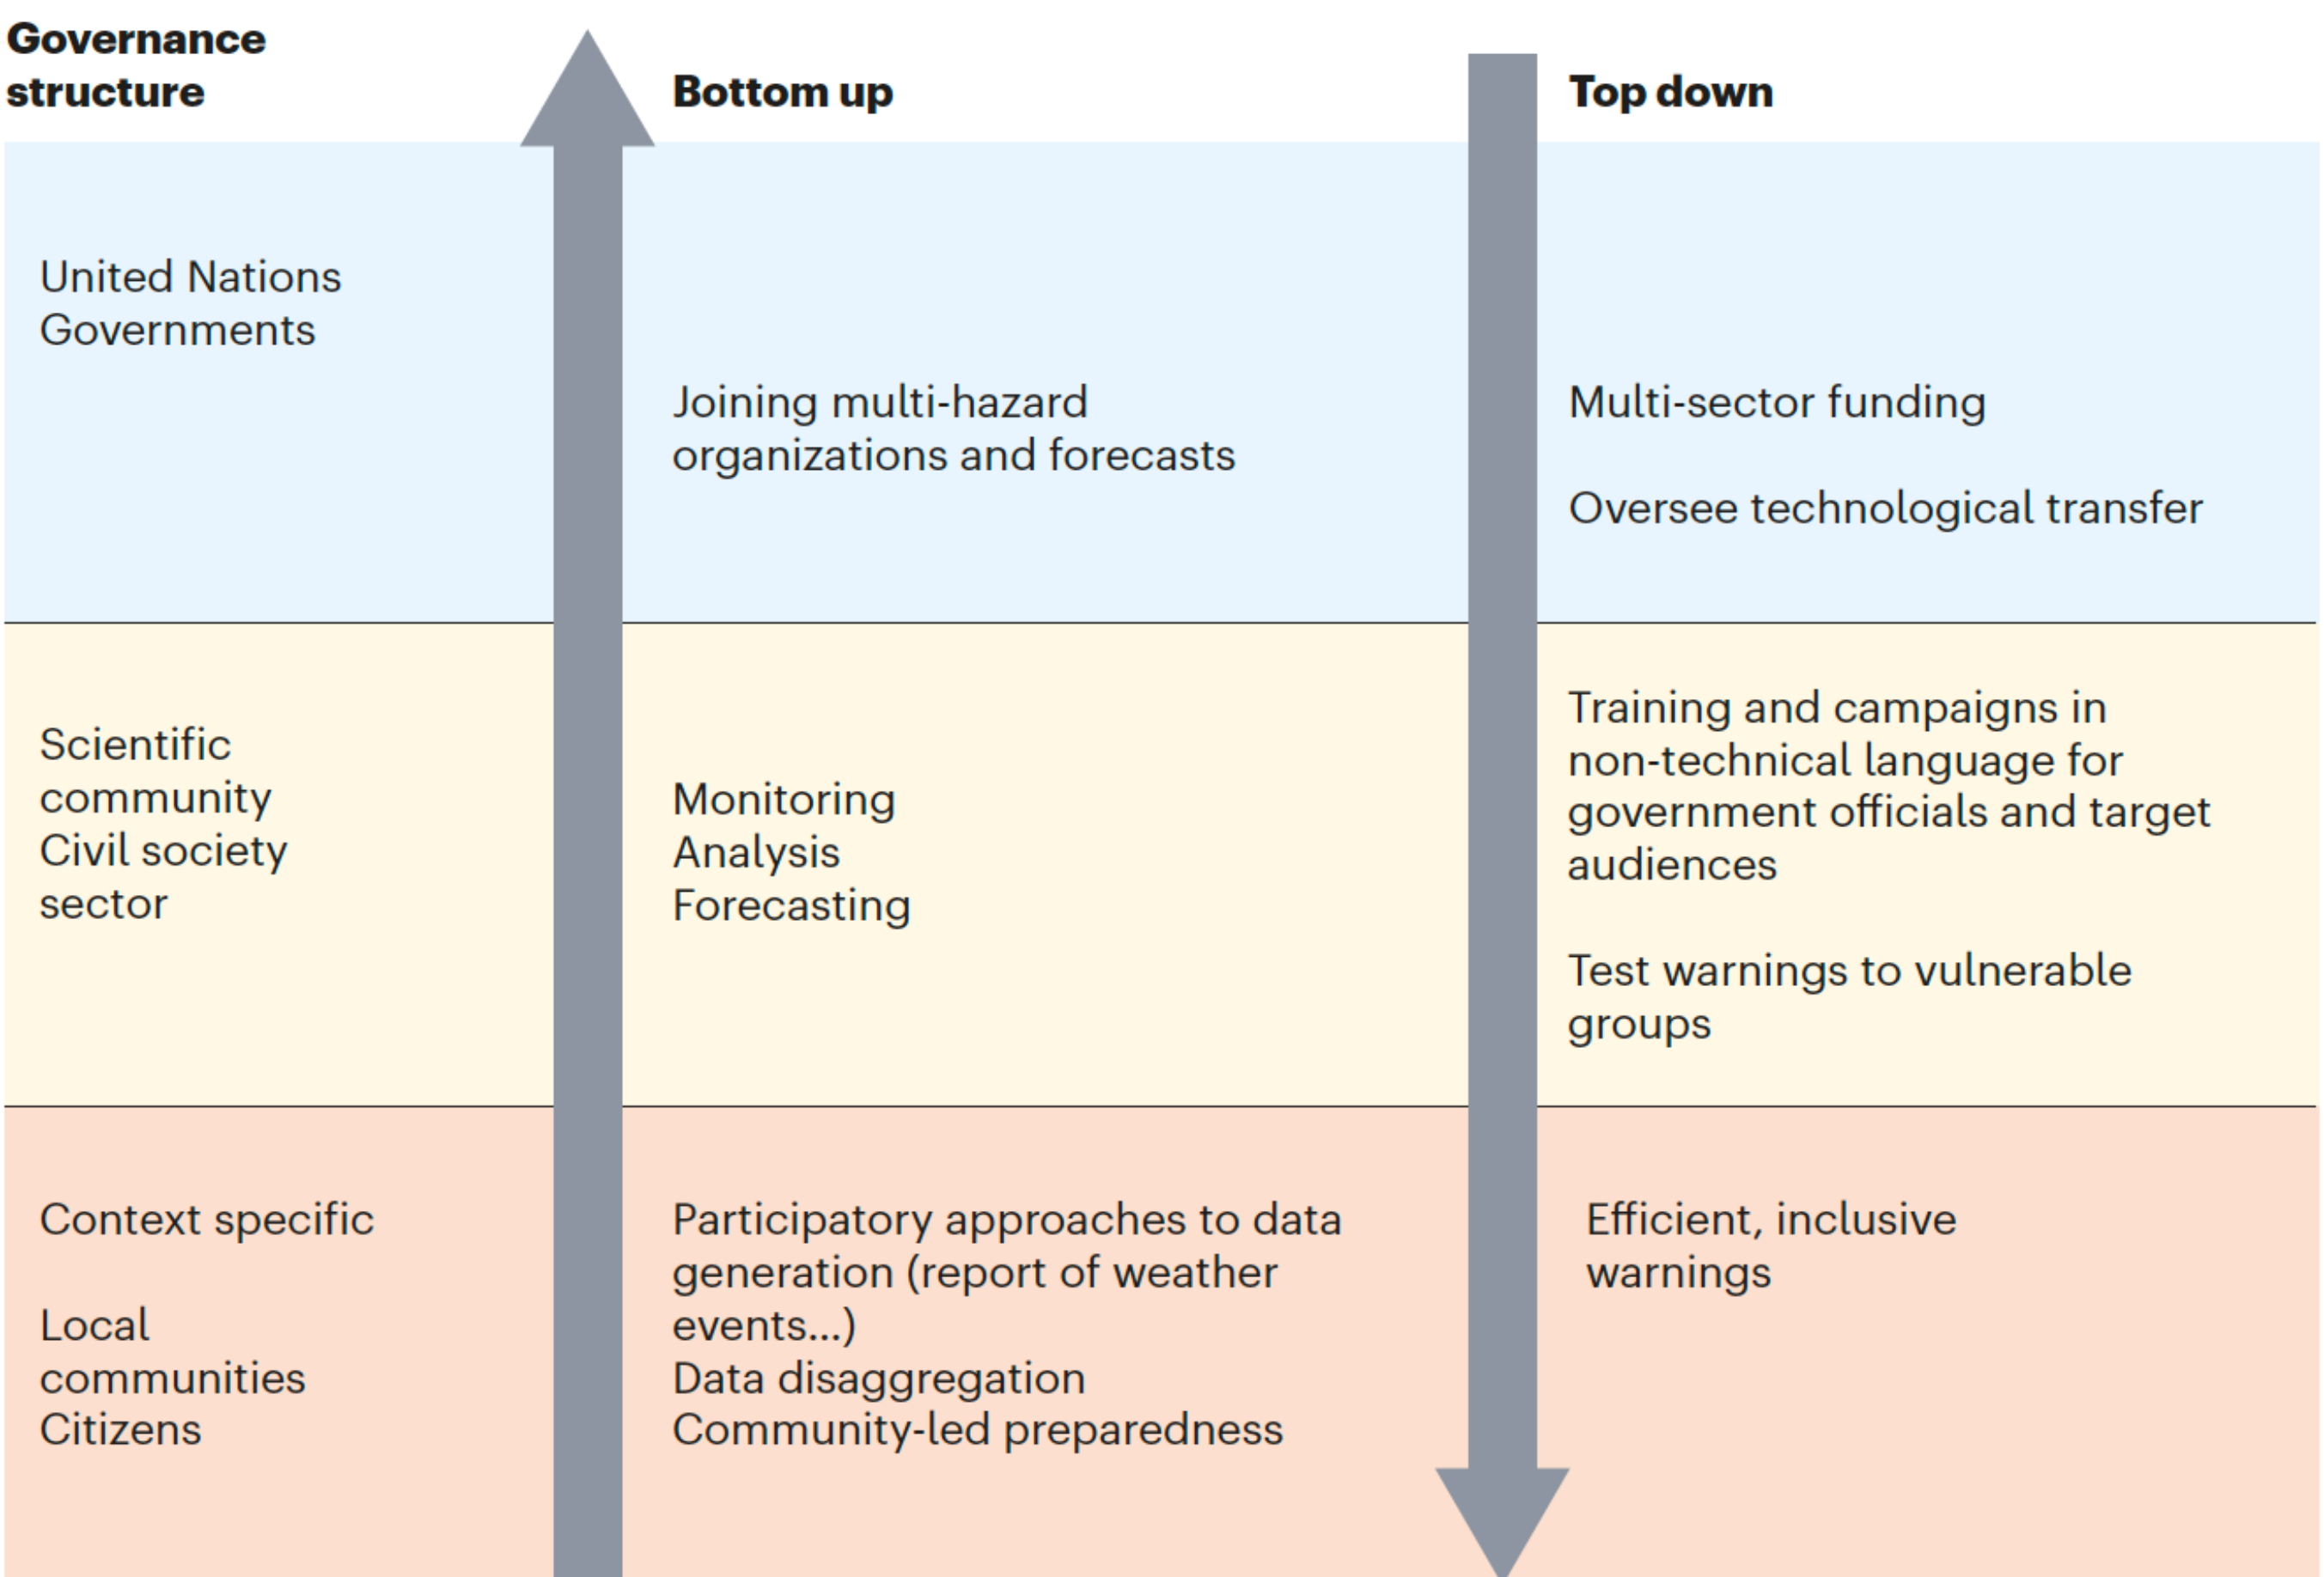 Governance
structure
Bottom up
Top down
United Nations
Governments
Joining multi-hazard
organizations and forecasts
Multi-sector funding
Oversee technological transfer
Scientific
community
Civil society
sector
Monitoring
Analysis
Forecasting
Training and campaigns in
non-technical language for
government officials and target
audiences
Test warnings to vulnerable
groups
Context specific
Local
communities
Citizens
Participatory approaches to data
generation (report of weather
events...)
Data disaggregation
Community-led preparedness
Efficient, inclusive
warnings